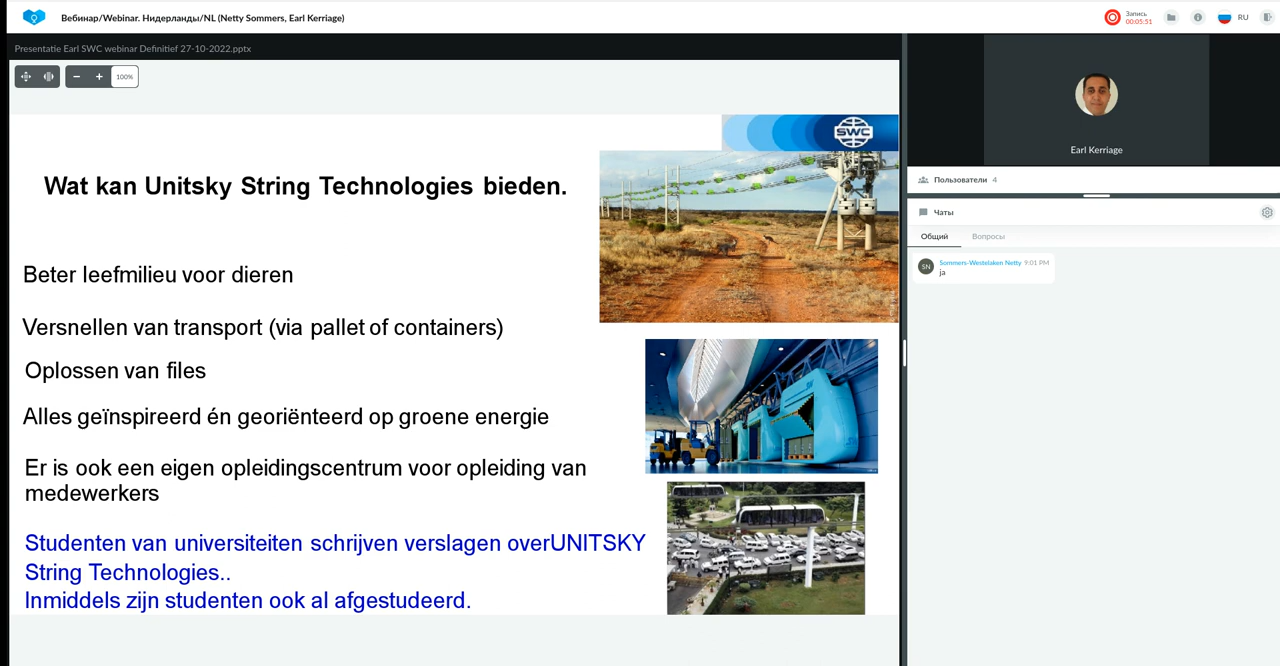 Вебинар/Webinar. Нидерланды/NL (Netty Sommers, Earl Kerriage)
Запись
00:05:51
RU
Presentatie Earl SWC webinar Definitief 27-10-2022.pptx
100%
SWC
Wat kan Unitsky String Technologies bieden.
Beter leefmilieu voor dieren
Versnellen van transport (via pallet of containers)
Oplossen van files
Alles geïnspireerd én georiënteerd op groene energie
Er is ook een eigen opleidingscentrum voor opleiding van
medewerkers
Studenten van universiteiten schrijven verslagen overUNITSKY
String Technologies..
Inmiddels zijn studenten ook al afgestudeerd.
Earl Kerriage
Пользователи 4
Чаты
Общий
Вопросы
SN
Sommers-Westelaken Netty 9:01 PM
ja